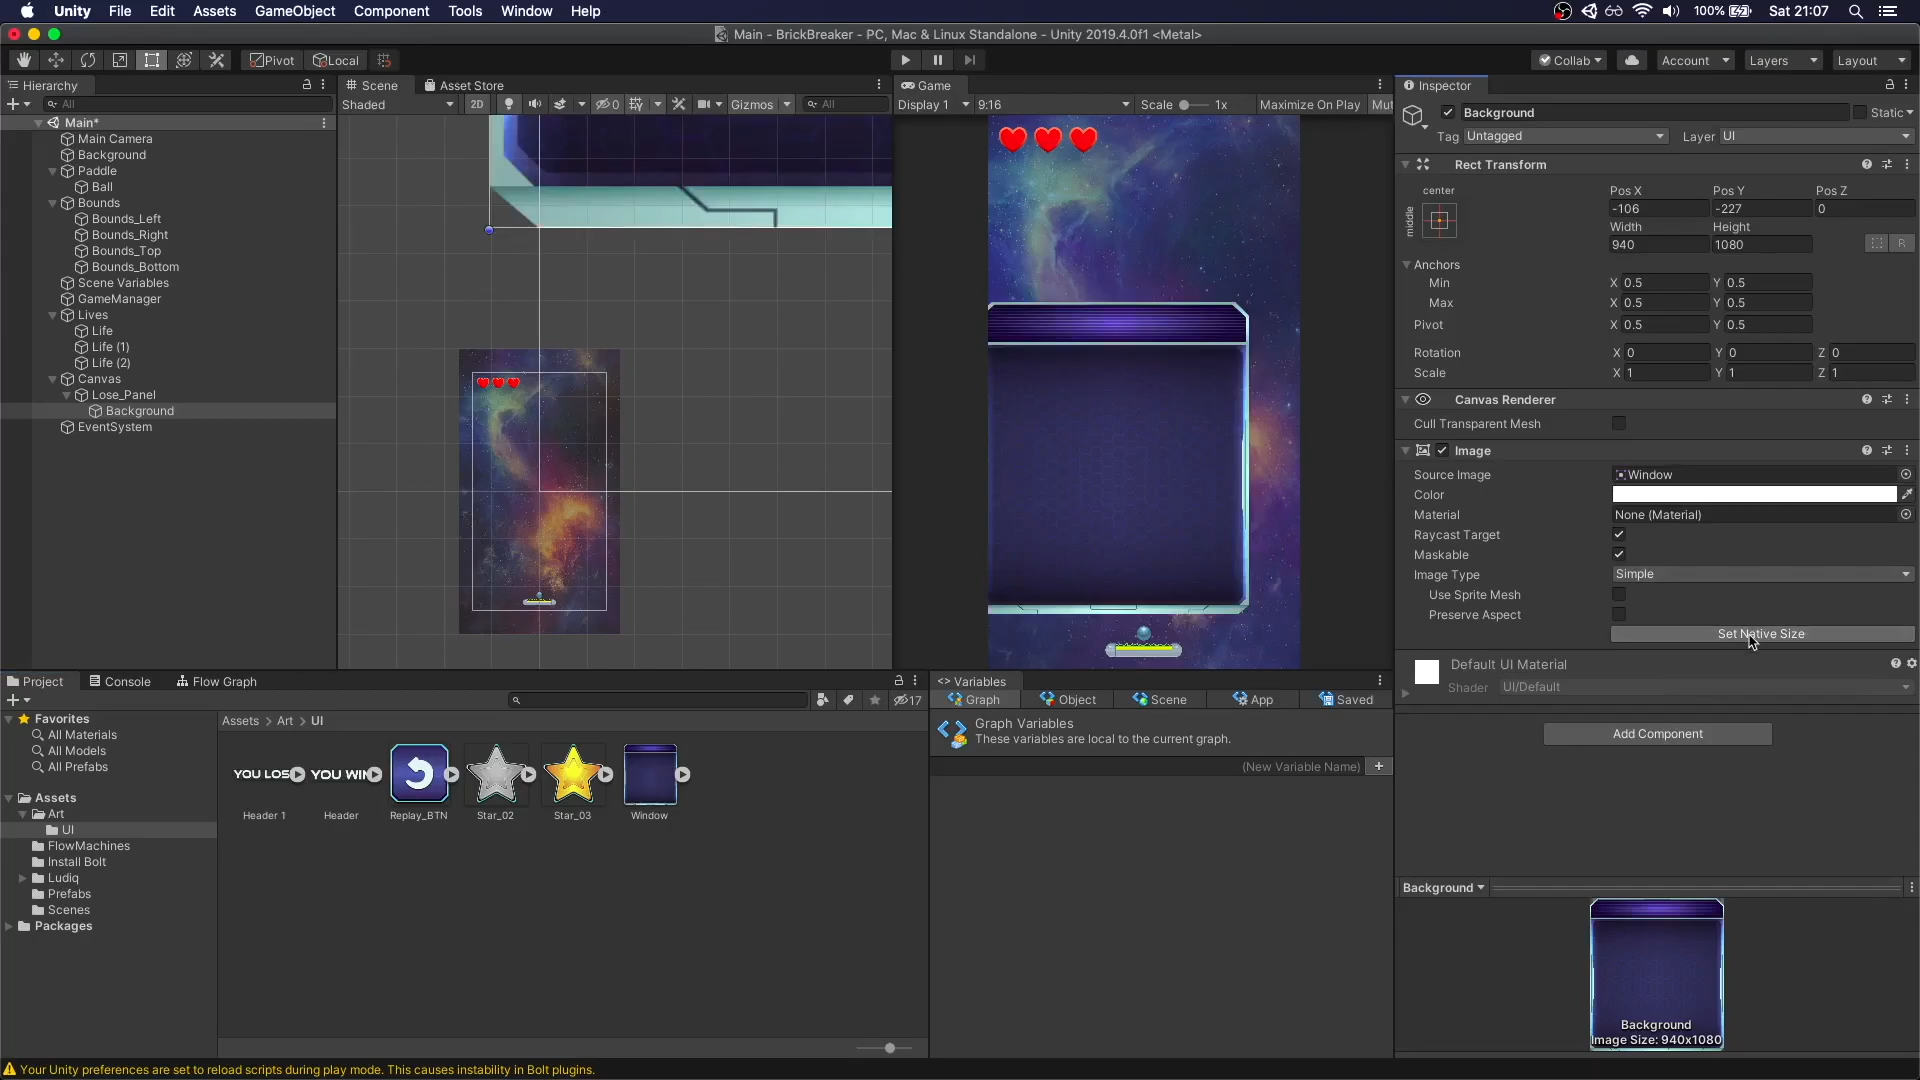 Unity File Edit Assets GameObject Component Tools Window Help
100% Sat 21:07
Main - BrickBreaker - PC, Mac & Linux Standalone - Unity 2019.4.0f1 <Metal>
Pivot Local
Collab Account Layers Layout
Hierarchy
All
Main*
Main Camera
Background
Paddle
Ball
Bounds
Bounds_Left
Bounds_Right
Bounds_Top
Bounds_Bottom
Scene Variables
GameManager
Lives
Life
Life (1)
Life (2)
Canvas
Lose_Panel
Background
EventSystem
Scene Asset Store
Shaded 2D 0 Gizmos All
Game
Display 1 9:16 Scale 1x Maximize On Play Mut
Inspector
Background Static
Tag Untagged Layer UI
Rect Transform
center
middle
Pos X Pos Y Pos Z
-106 -227 0
Width Height
940 1080
R
Anchors
Min X 0.5 Y 0.5
Max X 0.5 Y 0.5
Pivot X 0.5 Y 0.5
Rotation X 0 Y 0 Z 0
Scale X 1 Y 1 Z 1
Canvas Renderer
Cull Transparent Mesh
Image
Source Image Window
Color
Material None (Material)
Raycast Target
Maskable
Image Type Simple
Use Sprite Mesh
Preserve Aspect
Set Native Size
Default UI Material
Shader UI/Default
Add Component
Background
Background
Image Size: 940x1080
Project Console Flow Graph
17
Favorites
All Materials
All Models
All Prefabs
Assets
Art
UI
FlowMachines
Install Bolt
Ludiq
Prefabs
Scenes
Packages
Assets > Art > UI
YOU LOS YOU WIN
Header 1 Header Replay_BTN Star_02 Star_03 Window
<> Variables
Graph Object Scene App Saved
Graph Variables
These variables are local to the current graph.
(New Variable Name) +
Your Unity preferences are set to reload scripts during play mode. This causes instability in Bolt plugins.